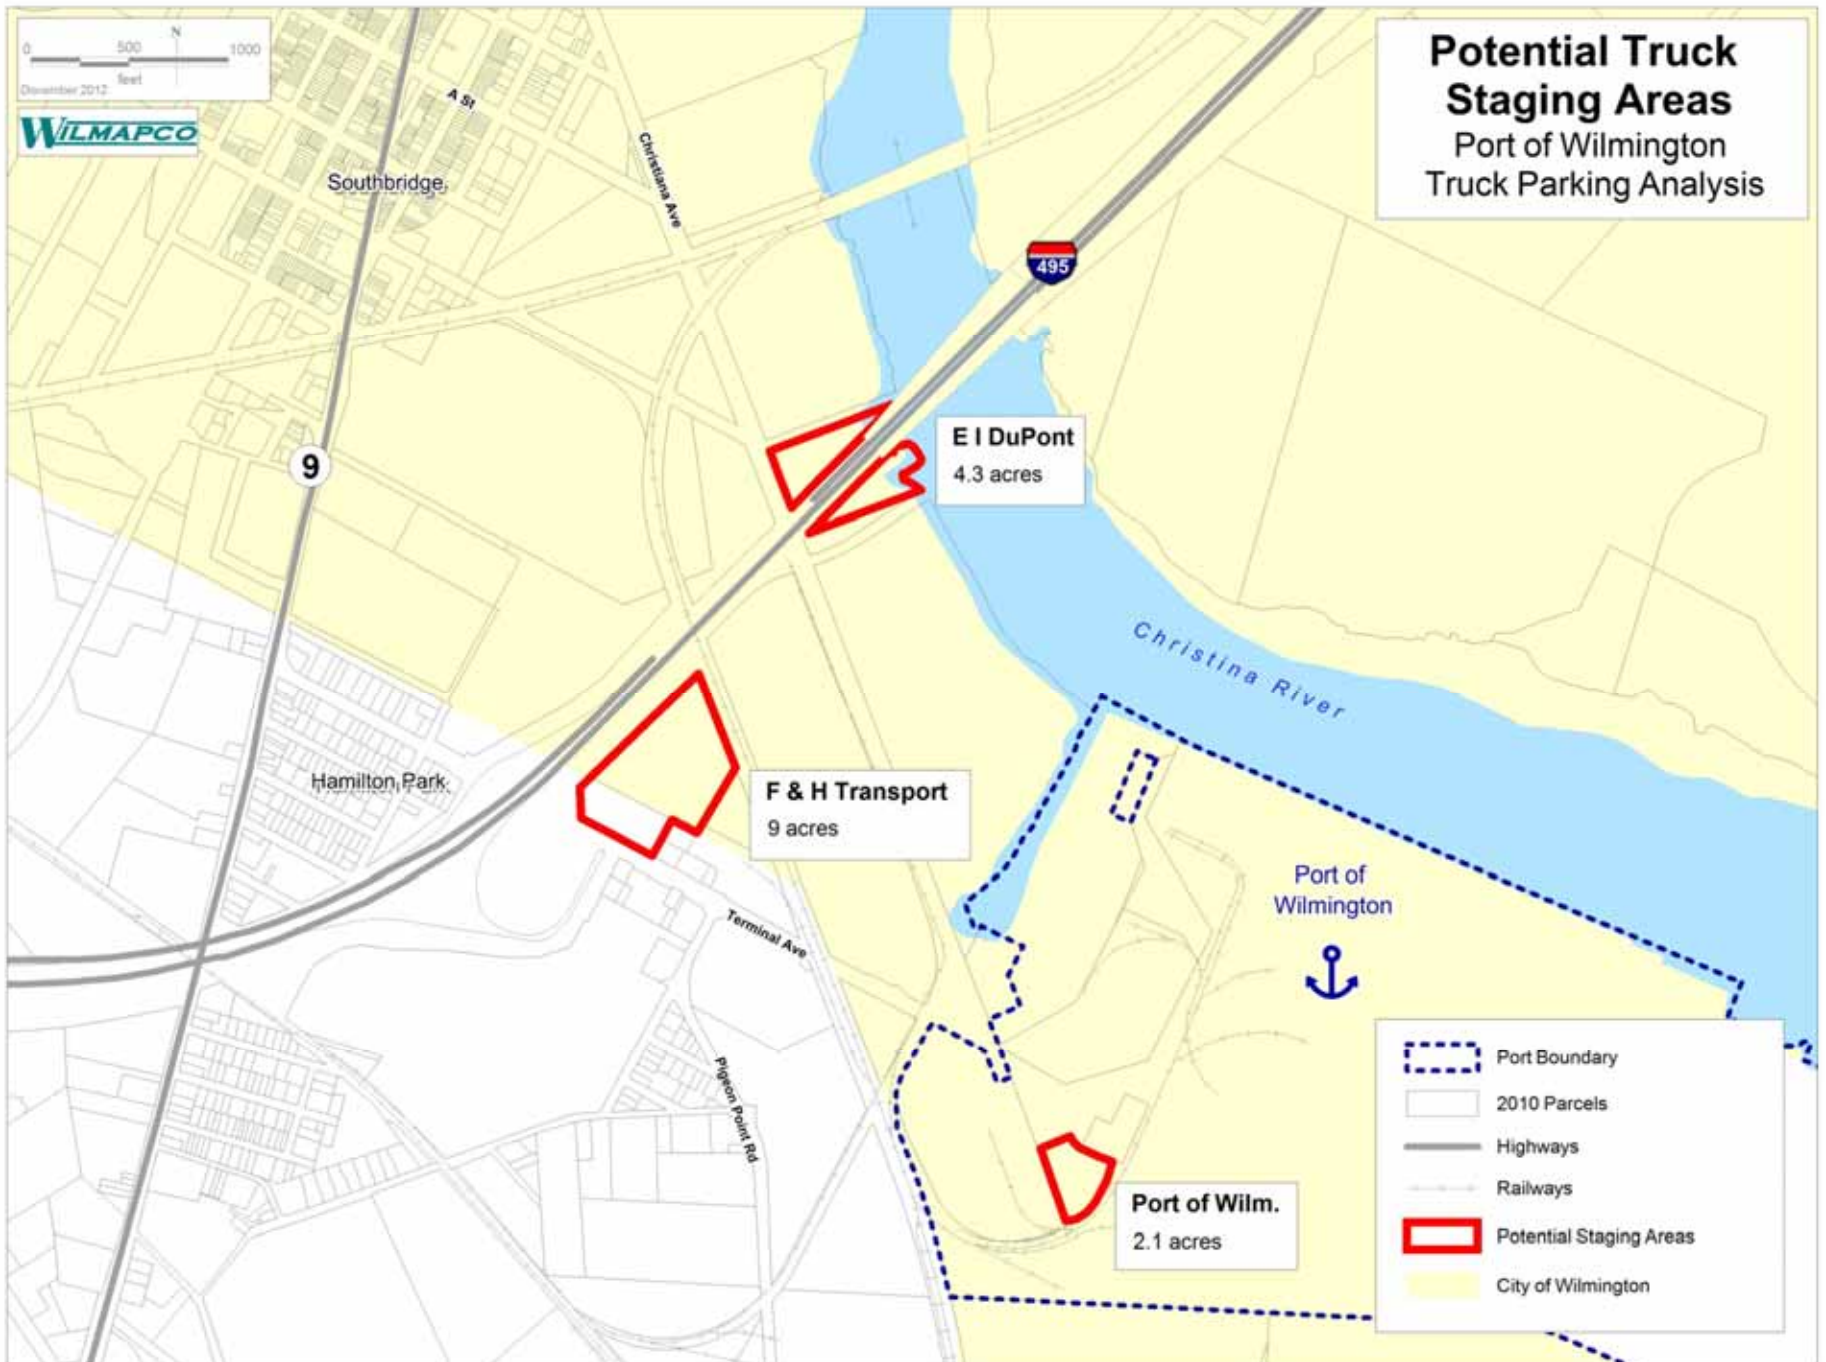 Potential Truck
Staging Areas
Port of Wilmington
Truck Parking Analysis
N
0 500 1000
feet
December 2012
WILMAPCO
A St
Christiana Ave
Southbridge
495
9
E I DuPont
4.3 acres
Christina River
Hamilton Park
F & H Transport
9 acres
Terminal Ave
Port of
Wilmington
Pigeon Point Rd
Port of Wilm.
2.1 acres
Port Boundary
2010 Parcels
Highways
Railways
Potential Staging Areas
City of Wilmington